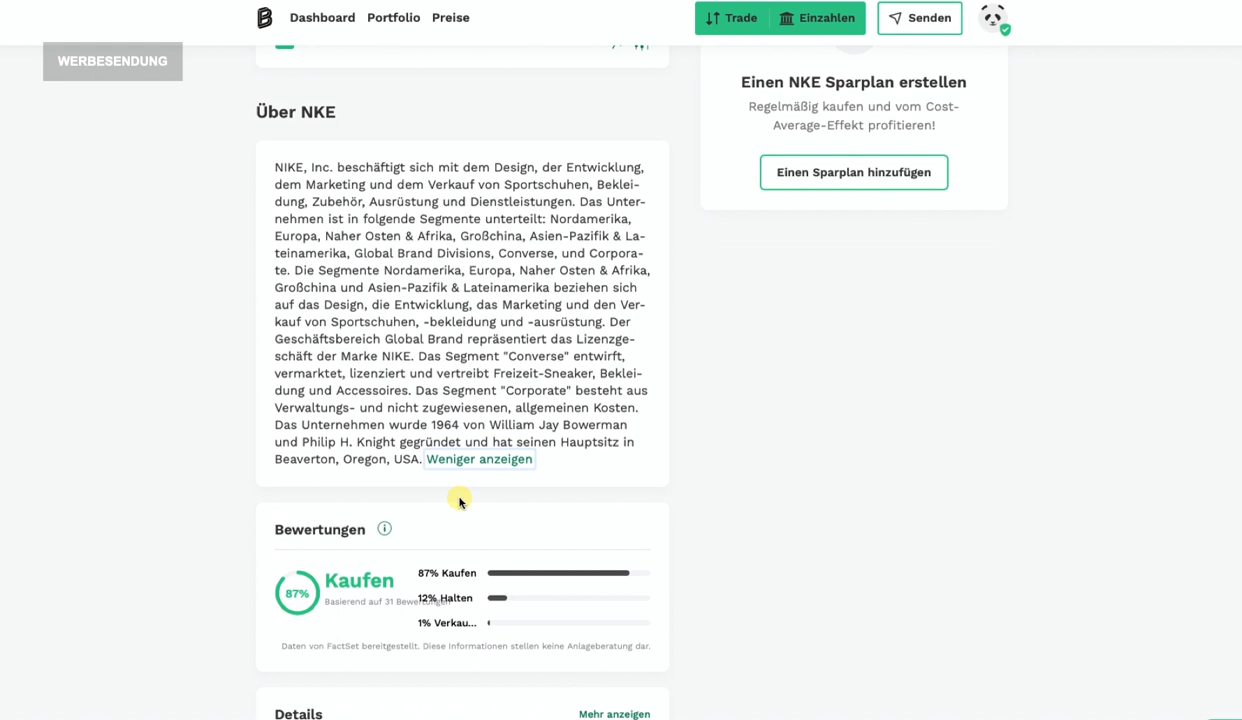 Dashboard Portfolio Preise
Trade Einzahlen Senden
WERBESENDUNG
Über NKE
NIKE, Inc. beschäftigt sich mit dem Design, der Entwicklung,
dem Marketing und dem Verkauf von Sportschuhen, Beklei-
dung, Zubehör, Ausrüstung und Dienstleistungen. Das Unter-
nehmen ist in folgende Segmente unterteilt: Nordamerika,
Europa, Naher Osten & Afrika, Großchina, Asien-Pazifik & La-
teinamerika, Global Brand Divisions, Converse, und Corpora-
te. Die Segmente Nordamerika, Europa, Naher Osten & Afrika,
Großchina und Asien-Pazifik & Lateinamerika beziehen sich
auf das Design, die Entwicklung, das Marketing und den Ver-
kauf von Sportschuhen, -bekleidung und -ausrüstung. Der
Geschäftsbereich Global Brand repräsentiert das Lizenzge-
schäft der Marke NIKE. Das Segment "Converse" entwirft,
vermarktet, lizenziert und vertreibt Freizeit-Sneaker, Beklei-
dung und Accessoires. Das Segment "Corporate" besteht aus
Verwaltungs- und nicht zugewiesenen, allgemeinen Kosten.
Das Unternehmen wurde 1964 von William Jay Bowerman
und Philip H. Knight gegründet und hat seinen Hauptsitz in
Beaverton, Oregon, USA. Weniger anzeigen
Einen NKE Sparplan erstellen
Regelmäßig kaufen und vom Cost-
Average-Effekt profitieren!
Einen Sparplan hinzufügen
Bewertungen
87%
Kaufen
Basierend auf 31 Bewertungen
87% Kaufen
12% Halten
1% Verkau...
Daten von FactSet bereitgestellt. Diese Informationen stellen keine Anlageberatung dar.
Details
Mehr anzeigen